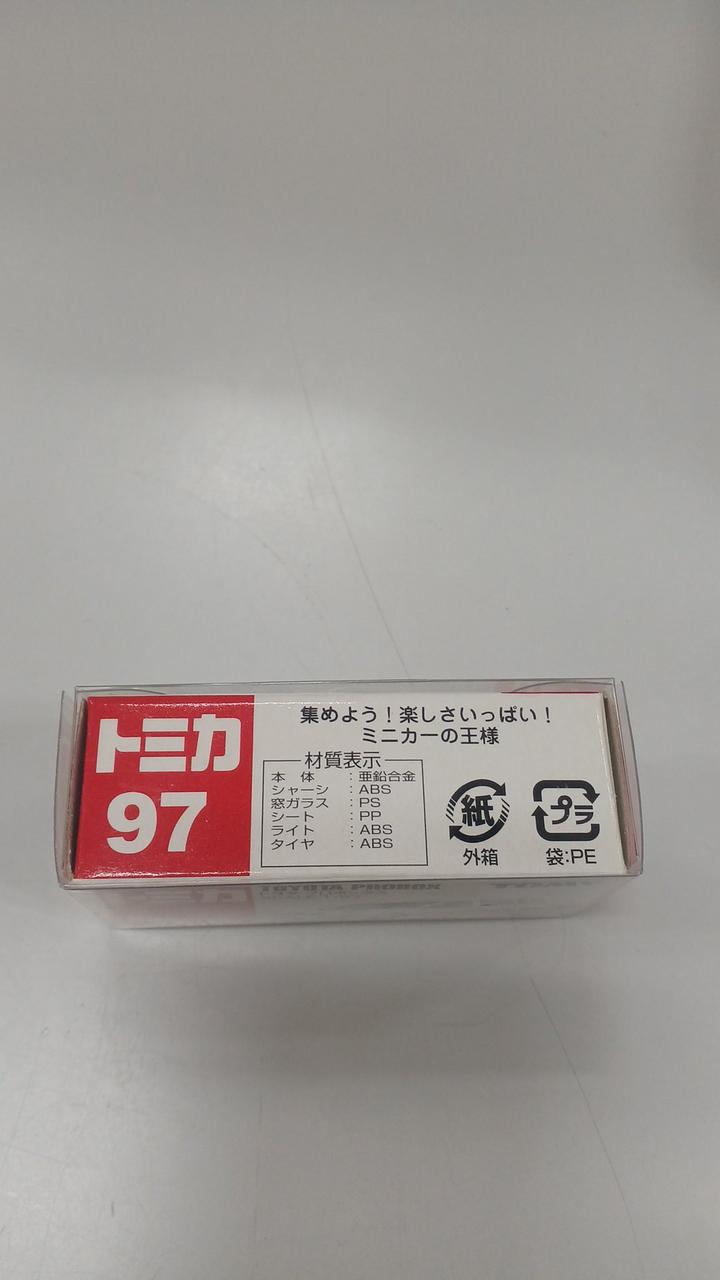 トミカ
97
集めよう！楽しさいっぱい！
ミニカーの王様
材質表示
本体：亜鉛合金
シャーシ：ABS
窓ガラス：PS
シート：PP
ライト：ABS
タイヤ：ABS
紙
外箱
プラ
袋:PE
TOYOTA PROBOX